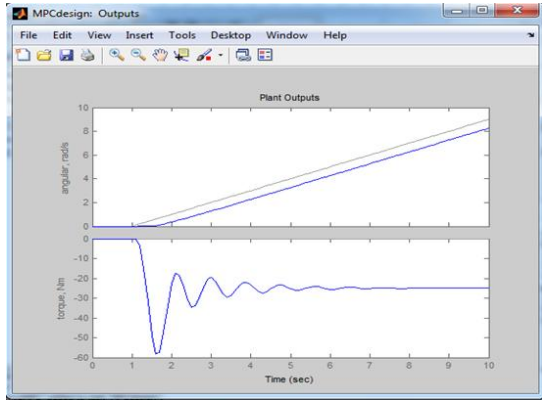 MPCdesign: Outputs
File Edit View Insert Tools Desktop Window Help
Plant Outputs
10
8
6
4
2
0
angular, rad/s
0
-10
-20
-30
-40
-50
-60
torque, Nm
0 1 2 3 4 5 6 7 8 9 10
Time (sec)